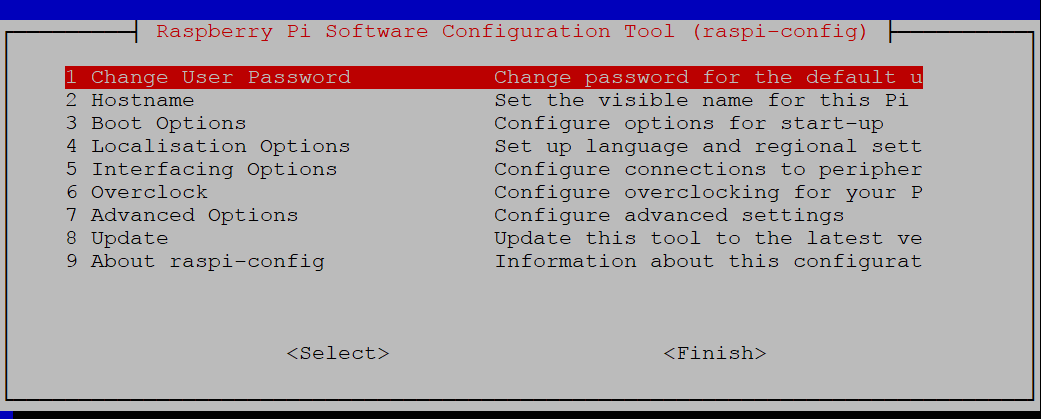 Raspberry Pi Software Configuration Tool (raspi-config)
1 Change User Password Change password for the default u
2 Hostname Set the visible name for this Pi
3 Boot Options Configure options for start-up
4 Localisation Options Set up language and regional sett
5 Interfacing Options Configure connections to peripher
6 Overclock Configure overclocking for your P
7 Advanced Options Configure advanced settings
8 Update Update this tool to the latest ve
9 About raspi-config Information about this configurat
<Select> <Finish>